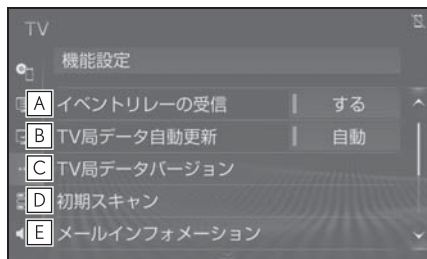 TV
機能設定
A イベントリレーの受信 する
B TV局データ自動更新 自動
C TV局データバージョン
D 初期スキャン
E メールインフォメーション